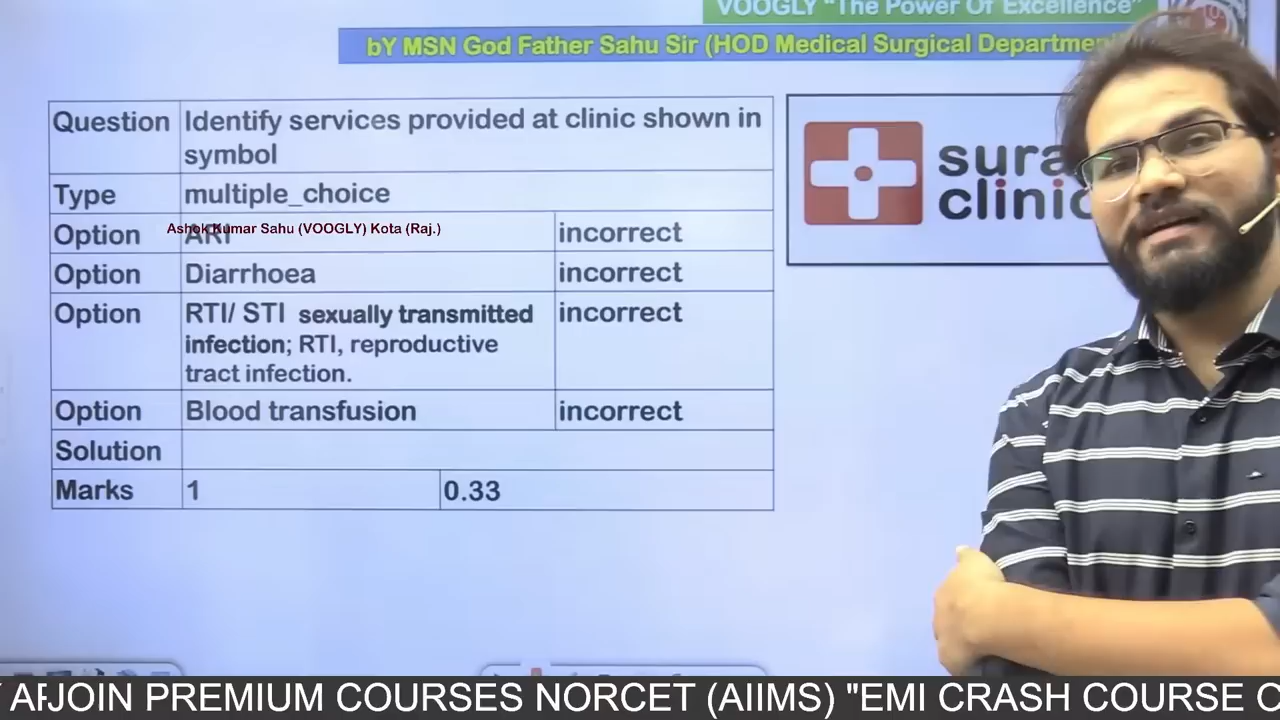 VOOGLY "The Power Of Excellence"
bY MSN God Father Sahu Sir (HOD Medical Surgical Departmen
Question Identify services provided at clinic shown in
symbol
Type multiple_choice
Option ARI incorrect
Ashok Kumar Sahu (VOOGLY) Kota (Raj.)
Option Diarrhoea incorrect
Option RTI/ STI sexually transmitted incorrect
infection; RTI, reproductive
tract infection.
Option Blood transfusion incorrect
Solution
Marks 1 0.33
sura
clinic
JOIN PREMIUM COURSES NORCET (AIIMS) "EMI CRASH COURSE